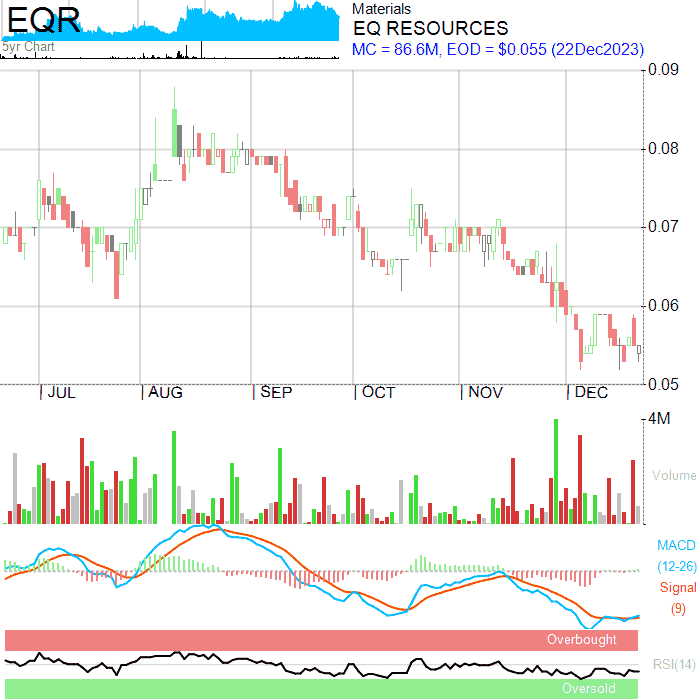 EQR
5yr Chart
Materials
EQ RESOURCES
MC = 86.6M, EOD = $0.055 (22Dec2023)
0.09
0.08
0.07
0.06
0.05
JUL AUG SEP OCT NOV DEC
4M
Volume
MACD
(12-26)
Signal
(9)
Overbought
RSI(14)
Oversold